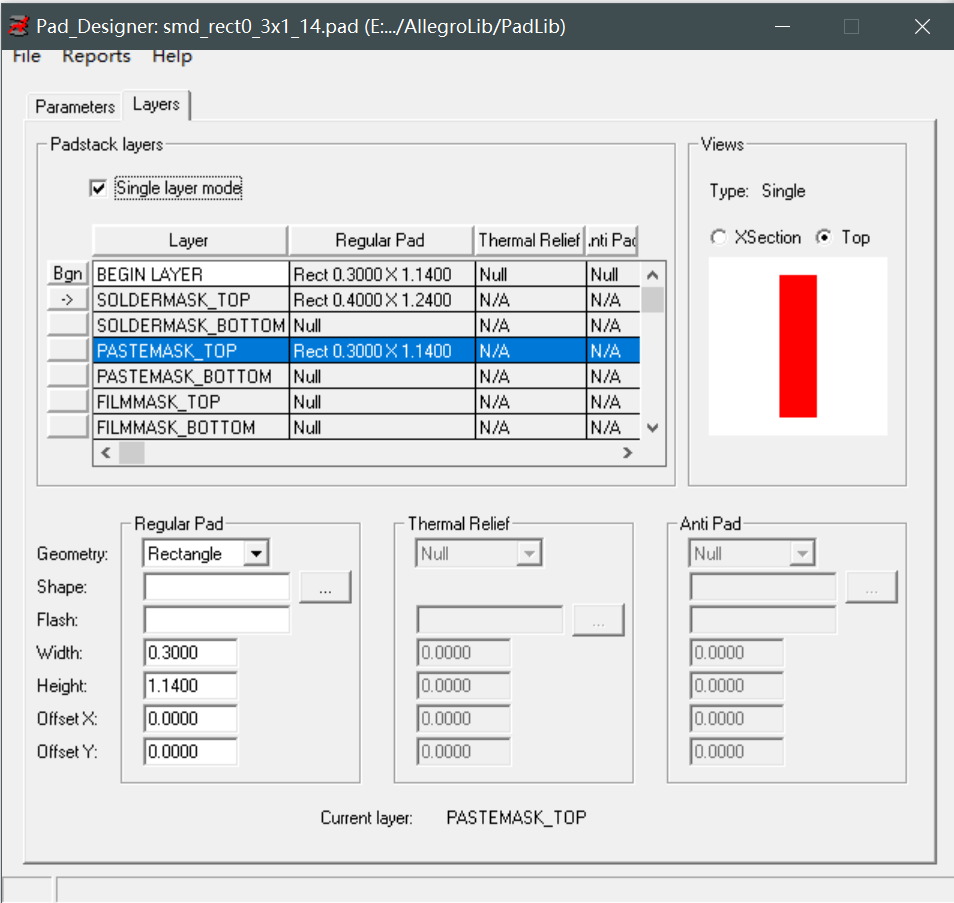 Pad_Designer: smd_rect0_3x1_14.pad (E:.../AllegroLib/PadLib)
File Reports Help
Parameters Layers
Padstack layers
Single layer mode
Layer Regular Pad Thermal Relief .nti Pac
Bgn BEGIN LAYER Rect 0.3000 X 1.1400 Null Null
-> SOLDERMASK_TOP Rect 0.4000 X 1.2400 N/A N/A
SOLDERMASK_BOTTOM Null N/A N/A
PASTEMASK_TOP Rect 0.3000 X 1.1400 N/A N/A
PASTEMASK_BOTTOM Null N/A N/A
FILMMASK_TOP Null N/A N/A
FILMMASK_BOTTOM Null N/A N/A
Views
Type: Single
XSection Top
Regular Pad Thermal Relief Anti Pad
Geometry: Rectangle Null Null
Shape: ... ...
Flash: ...
Width: 0.3000 0.0000 0.0000
Height: 1.1400 0.0000 0.0000
Offset X: 0.0000 0.0000 0.0000
Offset Y: 0.0000 0.0000 0.0000
Current layer: PASTEMASK_TOP